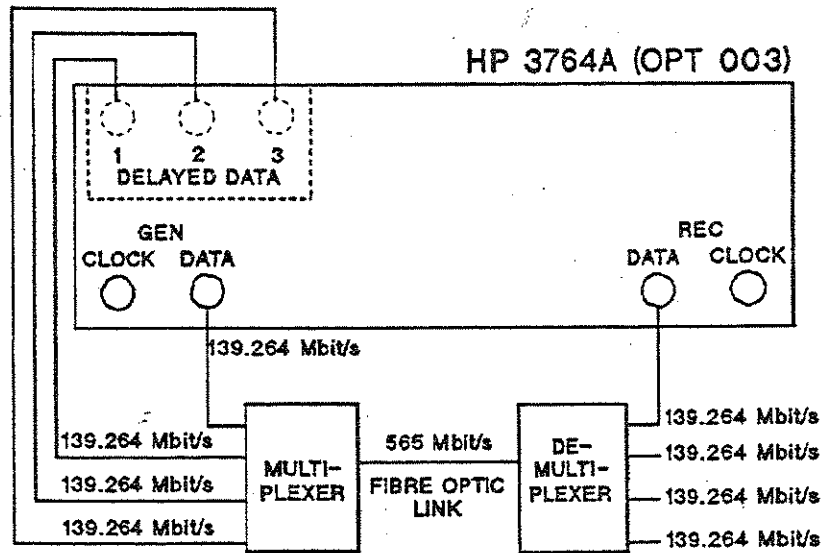 HP 3764A (OPT 003)
1 2 3
DELAYED DATA
GEN
CLOCK DATA
REC
DATA CLOCK
139.264 Mbit/s
139.264 Mbit/s
139.264 Mbit/s
139.264 Mbit/s
MULTI-
PLEXER
565 Mbit/s
FIBRE OPTIC
LINK
DE-
MULTI-
PLEXER
139.264 Mbit/s
139.264 Mbit/s
139.264 Mbit/s
139.264 Mbit/s